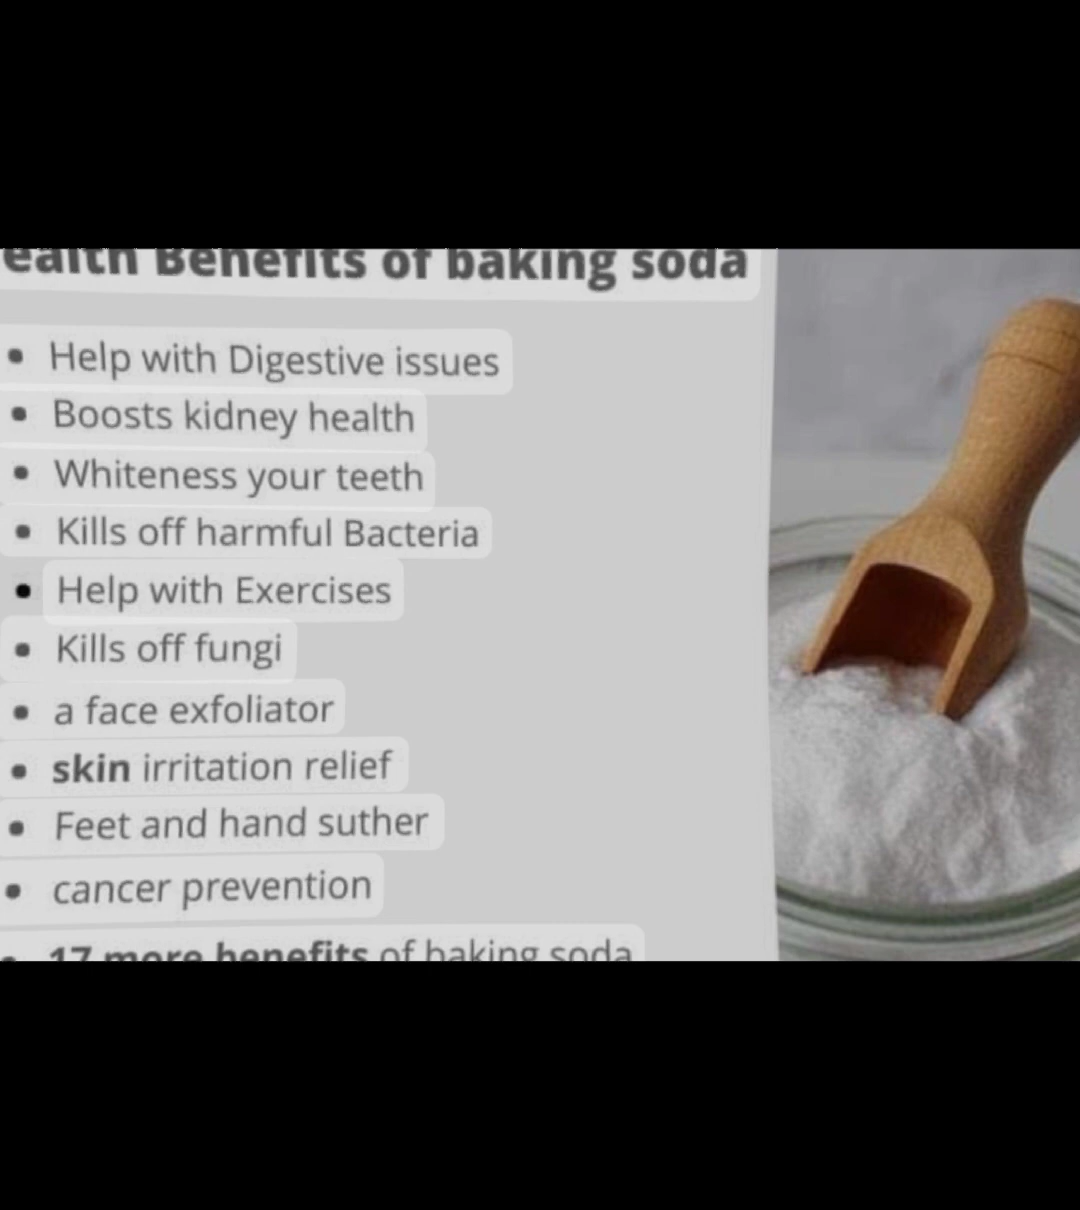 ealth Benefits of baking soda
• Help with Digestive issues
• Boosts kidney health
• Whiteness your teeth
• Kills off harmful Bacteria
• Help with Exercises
• Kills off fungi
• a face exfoliator
• skin irritation relief
• Feet and hand suther
• cancer prevention
• 17 more benefits of baking soda